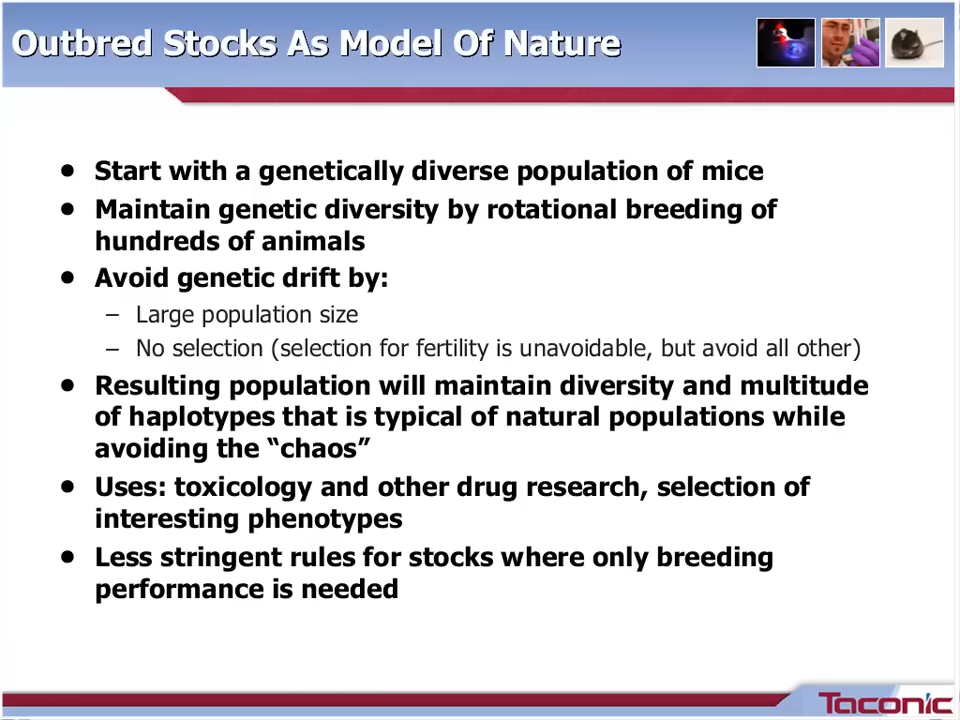 Outbred Stocks As Model Of Nature
• Start with a genetically diverse population of mice
• Maintain genetic diversity by rotational breeding of
hundreds of animals
• Avoid genetic drift by:
– Large population size
– No selection (selection for fertility is unavoidable, but avoid all other)
• Resulting population will maintain diversity and multitude
of haplotypes that is typical of natural populations while
avoiding the “chaos”
• Uses: toxicology and other drug research, selection of
interesting phenotypes
• Less stringent rules for stocks where only breeding
performance is needed
Taconic